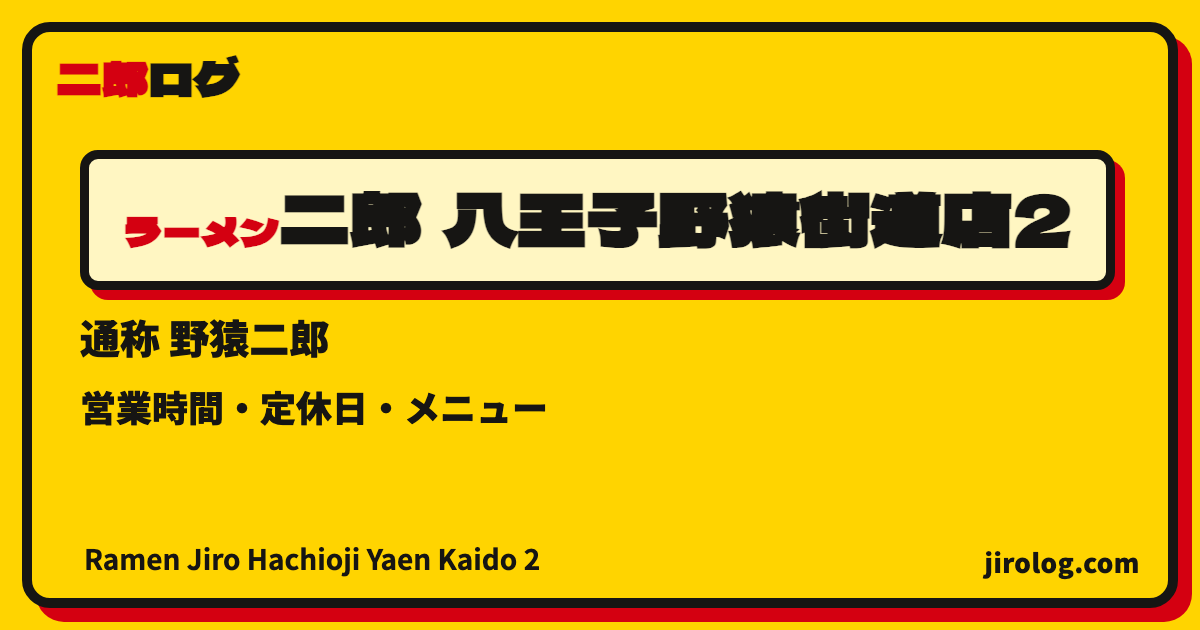 二郎ログ
ラーメン二郎 八王子野猿街道店2
通称 野猿二郎
営業時間・定休日・メニュー
Ramen Jiro Hachioji Yaen Kaido 2
jirolog.com